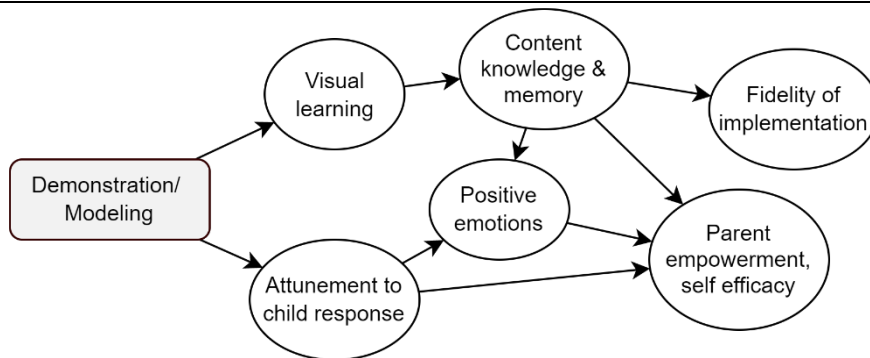 Demonstration/
Modeling
Visual
learning
Content
knowledge &
memory
Fidelity of
implementation
Positive
emotions
Attunement to
child response
Parent
empowerment,
self efficacy